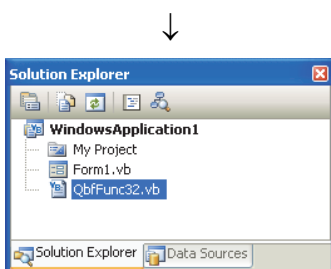 Solution Explorer
WindowsApplication1
My Project
Form1.vb
QbfFunc32.vb
Solution Explorer Data Sources